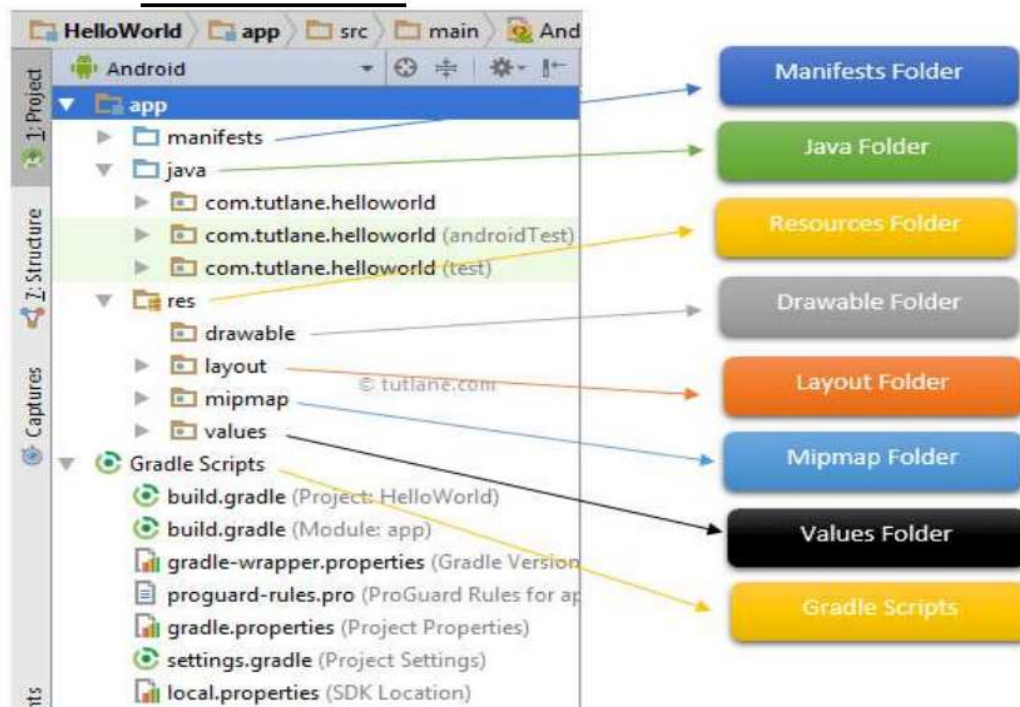 HelloWorld app src main And
Android
1: Project
7: Structure
Captures
app
manifests
java
com.tutlane.helloworld
com.tutlane.helloworld (androidTest)
com.tutlane.helloworld (test)
res
drawable
layout
mipmap
values
© tutlane.com
Gradle Scripts
build.gradle (Project: HelloWorld)
build.gradle (Module: app)
gradle-wrapper.properties (Gradle Version
proguard-rules.pro (ProGuard Rules for ap
gradle.properties (Project Properties)
settings.gradle (Project Settings)
local.properties (SDK Location)
Manifests Folder
Java Folder
Resources Folder
Drawable Folder
Layout Folder
Mipmap Folder
Values Folder
Gradle Scripts